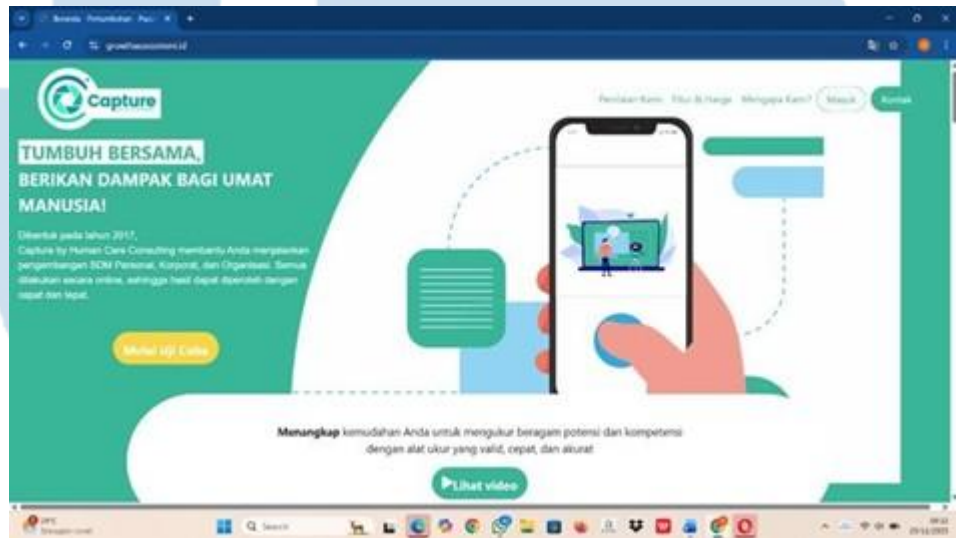 growthassessment.id
Capture
Penilaian Kami Fitur & Harga Mengapa Kami? Masuk Kontak
TUMBUH BERSAMA,
BERIKAN DAMPAK BAGI UMAT
MANUSIA!
Dibentuk pada tahun 2017,
Capture by Human Care Consulting membantu Anda menjalankan
pengembangan SDM Personal, Korporat, dan Organisasi. Semua
dilakukan secara online, sehingga hasil dapat diperoleh dengan
cepat dan tepat.
Mulai Uji Coba
Menangkap kemudahan Anda untuk mengukur beragam potensi dan kompetensi
dengan alat ukur yang valid, cepat, dan akurat
Lihat video
Search